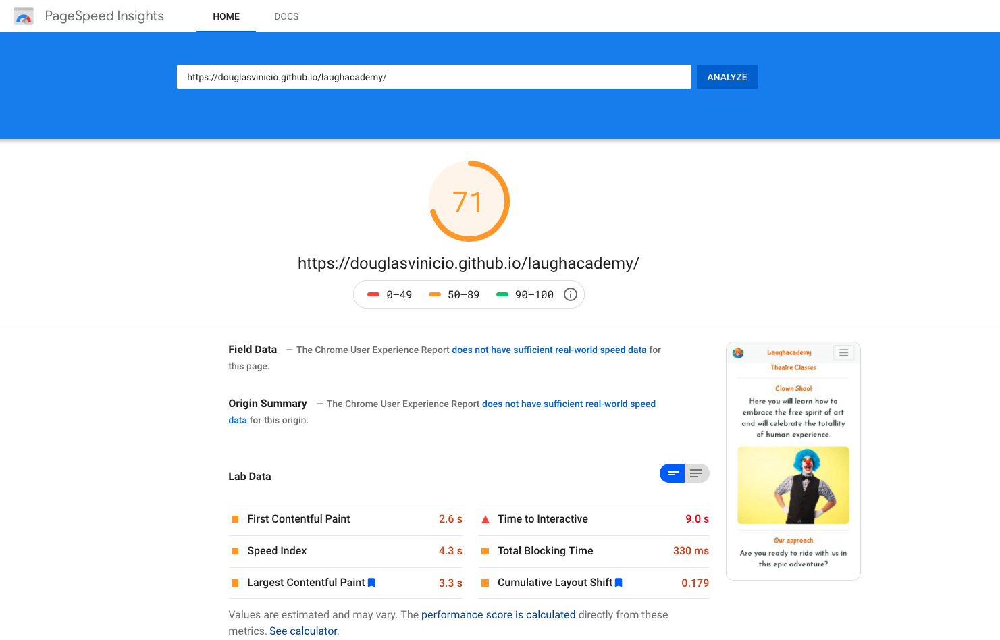 PageSpeed Insights
HOME
DOCS
https://douglasvinicio.github.io/laughacademy/
ANALYZE
71
https://douglasvinicio.github.io/laughacademy/
0–49
50–89
90–100
Field Data — The Chrome User Experience Report does not have sufficient real-world speed data for
this page.
Origin Summary — The Chrome User Experience Report does not have sufficient real-world speed
data for this origin.
Lab Data
First Contentful Paint 2.6 s
Speed Index 4.3 s
Largest Contentful Paint 3.3 s
Time to Interactive 9.0 s
Total Blocking Time 330 ms
Cumulative Layout Shift 0.179
Values are estimated and may vary. The performance score is calculated directly from these
metrics. See calculator.
Laughacademy
Theatre Classes
Clown Shool
Here you will learn how to
embrace the free spirit of art
and will celebrate the totallity
of human experience.
Our approach
Are you ready to ride with us in
this epic adventure?